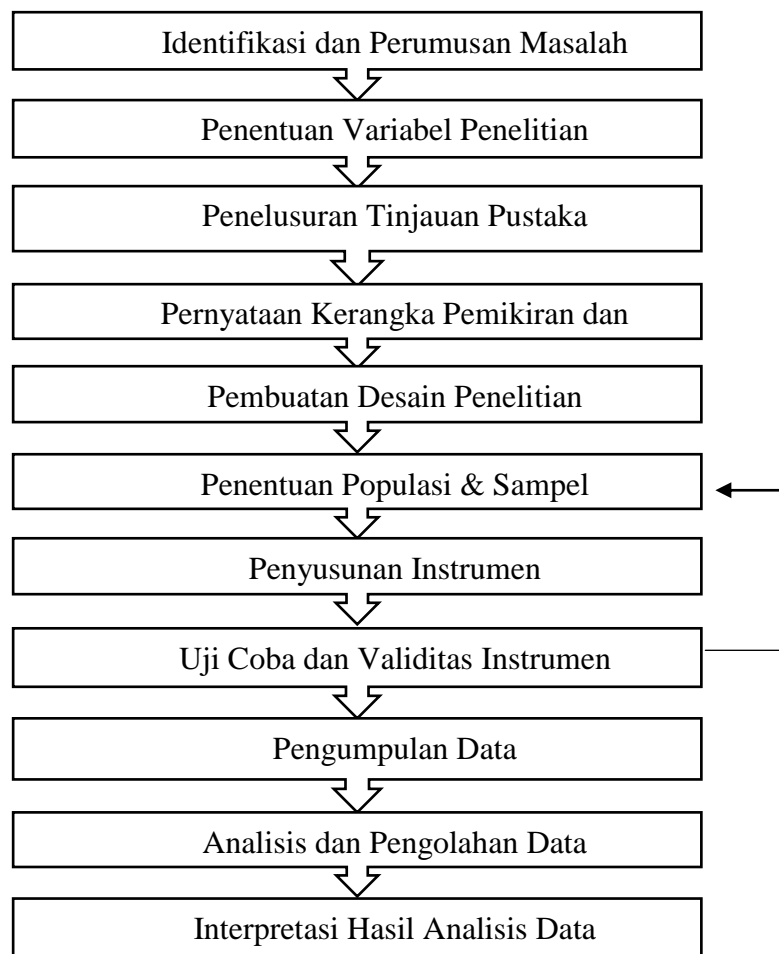 Identifikasi dan Perumusan Masalah
Penentuan Variabel Penelitian
Penelusuran Tinjauan Pustaka
Pernyataan Kerangka Pemikiran dan
Pembuatan Desain Penelitian
Penentuan Populasi & Sampel
Penyusunan Instrumen
Uji Coba dan Validitas Instrumen
Pengumpulan Data
Analisis dan Pengolahan Data
Interpretasi Hasil Analisis Data